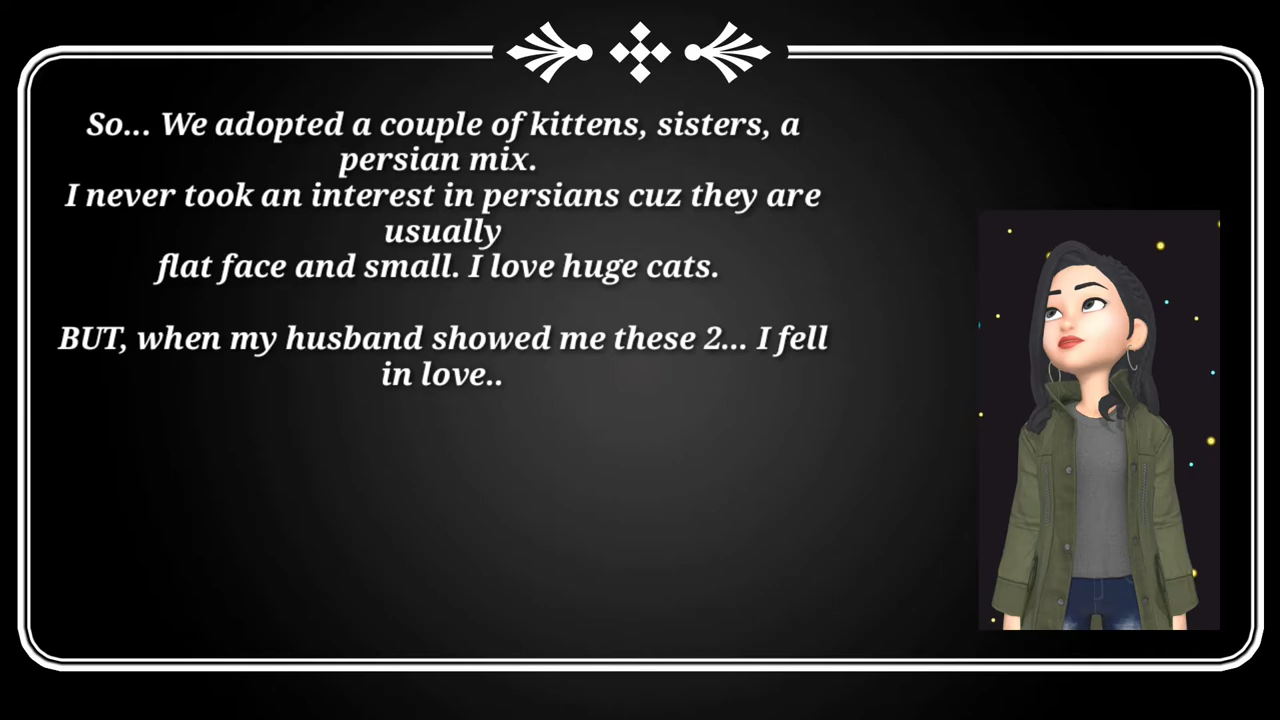 So... We adopted a couple of kittens, sisters, a
persian mix.
I never took an interest in persians cuz they are
usually
flat face and small. I love huge cats.
BUT, when my husband showed me these 2... I fell
in love..